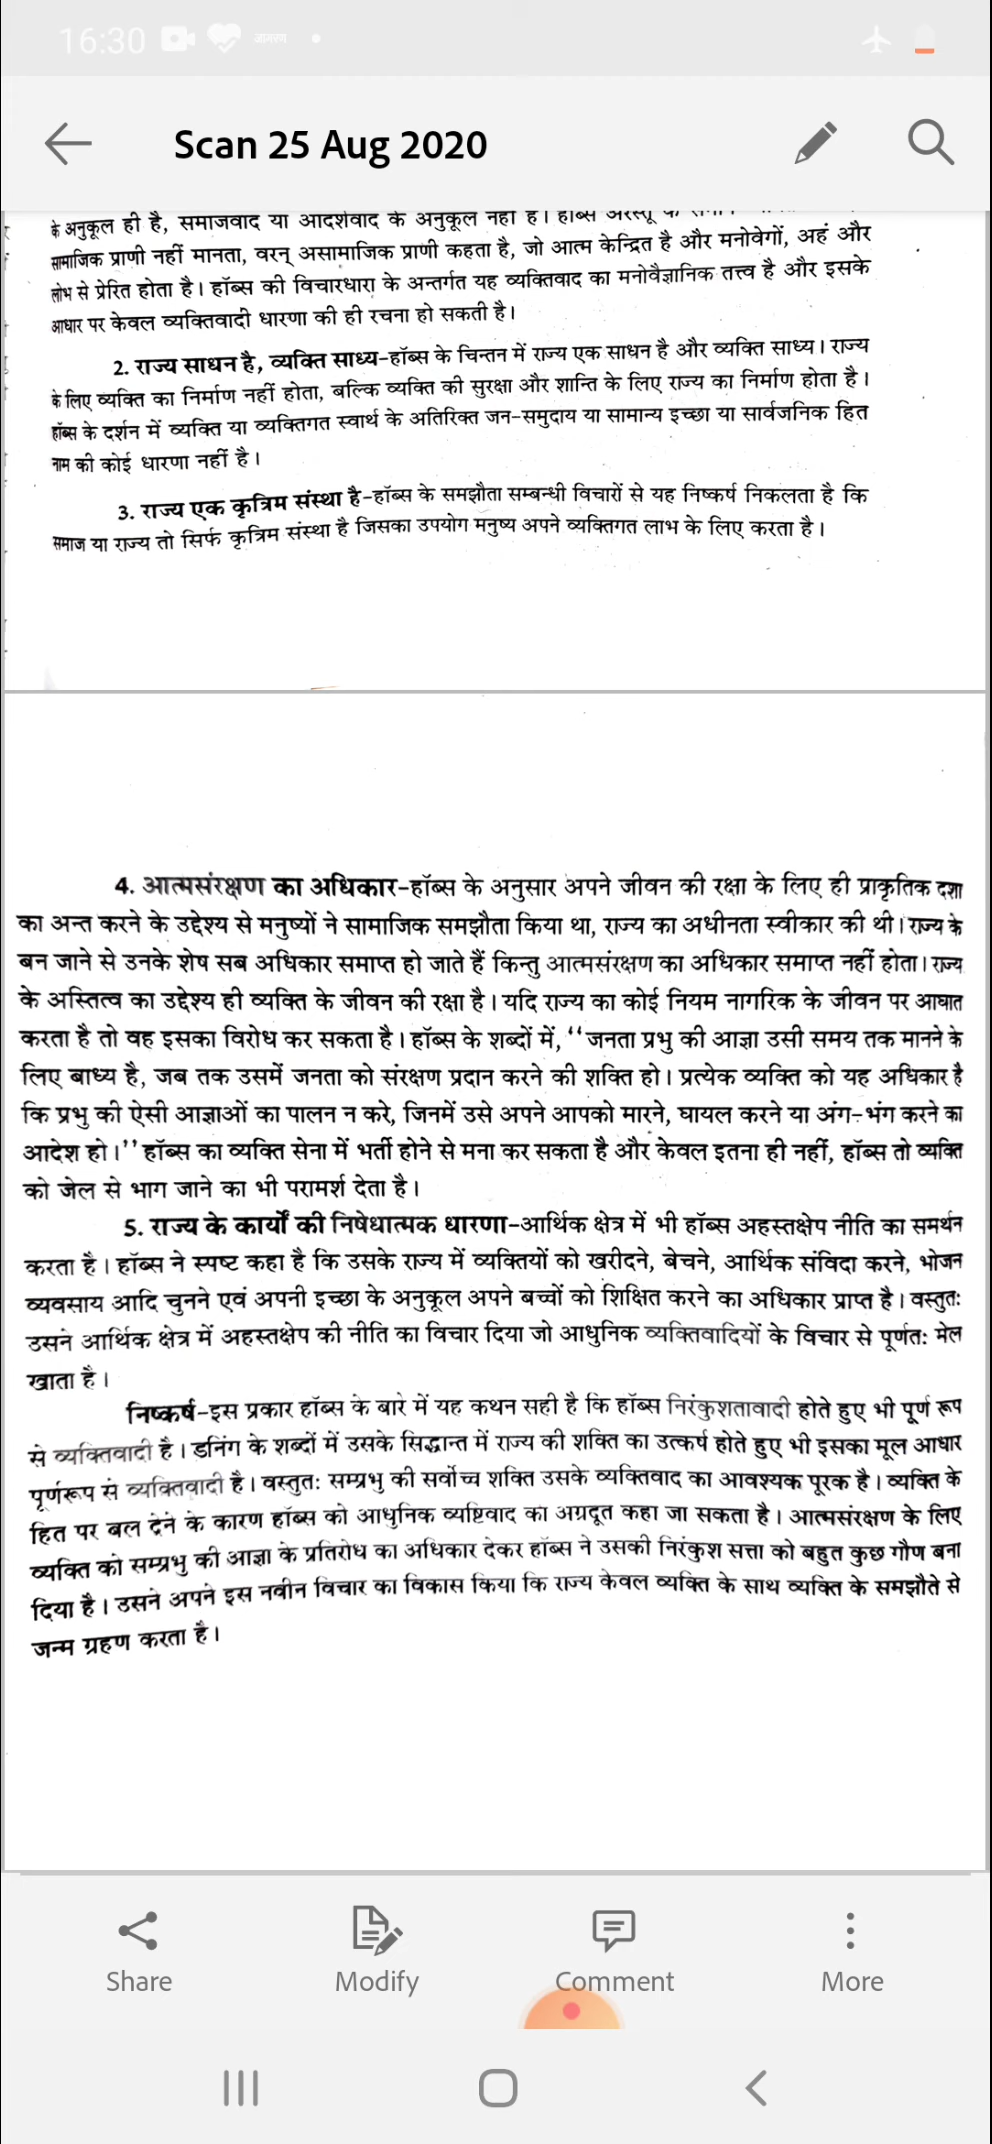 16:30
Scan 25 Aug 2020
के अनुकूल ही है, समाजवाद या आदर्शवाद के अनुकूल नहीं है। हॉब्स अरस्तू
सामाजिक प्राणी नहीं मानता, वरन् असामाजिक प्राणी कहता है, जो आत्म केन्द्रित है और मनोवेगों, अहं और
लोभ से प्रेरित होता है। हॉब्स की विचारधारा के अन्तर्गत यह व्यक्तिवाद का मनोवैज्ञानिक तत्त्व है और इसके
आधार पर केवल व्यक्तिवादी धारणा की ही रचना हो सकती है।
2. राज्य साधन है, व्यक्ति साध्य-हॉब्स के चिन्तन में राज्य एक साधन है और व्यक्ति साध्य। राज्य
के लिए व्यक्ति का निर्माण नहीं होता, बल्कि व्यक्ति की सुरक्षा और शान्ति के लिए राज्य का निर्माण होता है।
हॉब्स के दर्शन में व्यक्ति या व्यक्तिगत स्वार्थ के अतिरिक्त जन-समुदाय या सामान्य इच्छा या सार्वजनिक हित
नाम की कोई धारणा नहीं है।
3. राज्य एक कृत्रिम संस्था है-हॉब्स के समझौता सम्बन्धी विचारों से यह निष्कर्ष निकलता है कि
समाज या राज्य तो सिर्फ कृत्रिम संस्था है जिसका उपयोग मनुष्य अपने व्यक्तिगत लाभ के लिए करता है।
4. आत्मसंरक्षण का अधिकार-हॉब्स के अनुसार अपने जीवन की रक्षा के लिए ही प्राकृतिक दशा
का अन्त करने के उद्देश्य से मनुष्यों ने सामाजिक समझौता किया था, राज्य का अधीनता स्वीकार की थी। राज्य के
बन जाने से उनके शेष सब अधिकार समाप्त हो जाते हैं किन्तु आत्मसंरक्षण का अधिकार समाप्त नहीं होता। राज्य
के अस्तित्व का उद्देश्य ही व्यक्ति के जीवन की रक्षा है। यदि राज्य का कोई नियम नागरिक के जीवन पर आघात
करता है तो वह इसका विरोध कर सकता है। हॉब्स के शब्दों में, ‘‘जनता प्रभु की आज्ञा उसी समय तक मानने के
लिए बाध्य है, जब तक उसमें जनता को संरक्षण प्रदान करने की शक्ति हो। प्रत्येक व्यक्ति को यह अधिकार है
कि प्रभु की ऐसी आज्ञाओं का पालन न करे, जिनमें उसे अपने आपको मारने, घायल करने या अंग-भंग करने का
आदेश हो।’’ हॉब्स का व्यक्ति सेना में भर्ती होने से मना कर सकता है और केवल इतना ही नहीं, हॉब्स तो व्यक्ति
को जेल से भाग जाने का भी परामर्श देता है।
5. राज्य के कार्यों की निषेधात्मक धारणा-आर्थिक क्षेत्र में भी हॉब्स अहस्तक्षेप नीति का समर्थन
करता है। हॉब्स ने स्पष्ट कहा है कि उसके राज्य में व्यक्तियों को खरीदने, बेचने, आर्थिक संविदा करने, भोजन
व्यवसाय आदि चुनने एवं अपनी इच्छा के अनुकूल अपने बच्चों को शिक्षित करने का अधिकार प्राप्त है। वस्तुतः
उसने आर्थिक क्षेत्र में अहस्तक्षेप की नीति का विचार दिया जो आधुनिक व्यक्तिवादियों के विचार से पूर्णतः मेल
खाता है।
निष्कर्ष-इस प्रकार हॉब्स के बारे में यह कथन सही है कि हॉब्स निरंकुशतावादी होते हुए भी पूर्ण रूप
से व्यक्तिवादी है। डनिंग के शब्दों में उसके सिद्धान्त में राज्य की शक्ति का उत्कर्ष होते हुए भी इसका मूल आधार
पूर्णरूप से व्यक्तिवादी है। वस्तुतः सम्प्रभु की सर्वोच्च शक्ति उसके व्यक्तिवाद का आवश्यक पूरक है। व्यक्ति के
हित पर बल देने के कारण हॉब्स को आधुनिक व्यष्टिवाद का अग्रदूत कहा जा सकता है। आत्मसंरक्षण के लिए
व्यक्ति को सम्प्रभु की आज्ञा के प्रतिरोध का अधिकार देकर हॉब्स ने उसकी निरंकुश सत्ता को बहुत कुछ गौण बना
दिया है। उसने अपने इस नवीन विचार का विकास किया कि राज्य केवल व्यक्ति के साथ व्यक्ति के समझौते से
जन्म ग्रहण करता है।
Share Modify Comment More